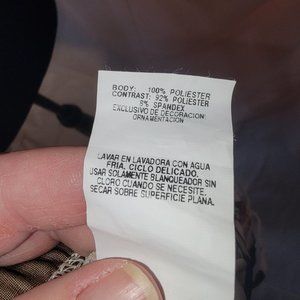 BODY: 100% POLIESTER
CONTRAST: 92% POLIESTER
8% SPANDEX
EXCLUSIVO DE DECORACION/
ORNAMENTACION
LAVAR EN LAVADORA CON AGUA
FRIA. CICLO DELICADO.
USAR SOLAMENTE BLANQUEADOR SIN
CLORO CUANDO SE NECESITE.
SECAR SOBRE SUPERFICIE PLANA.